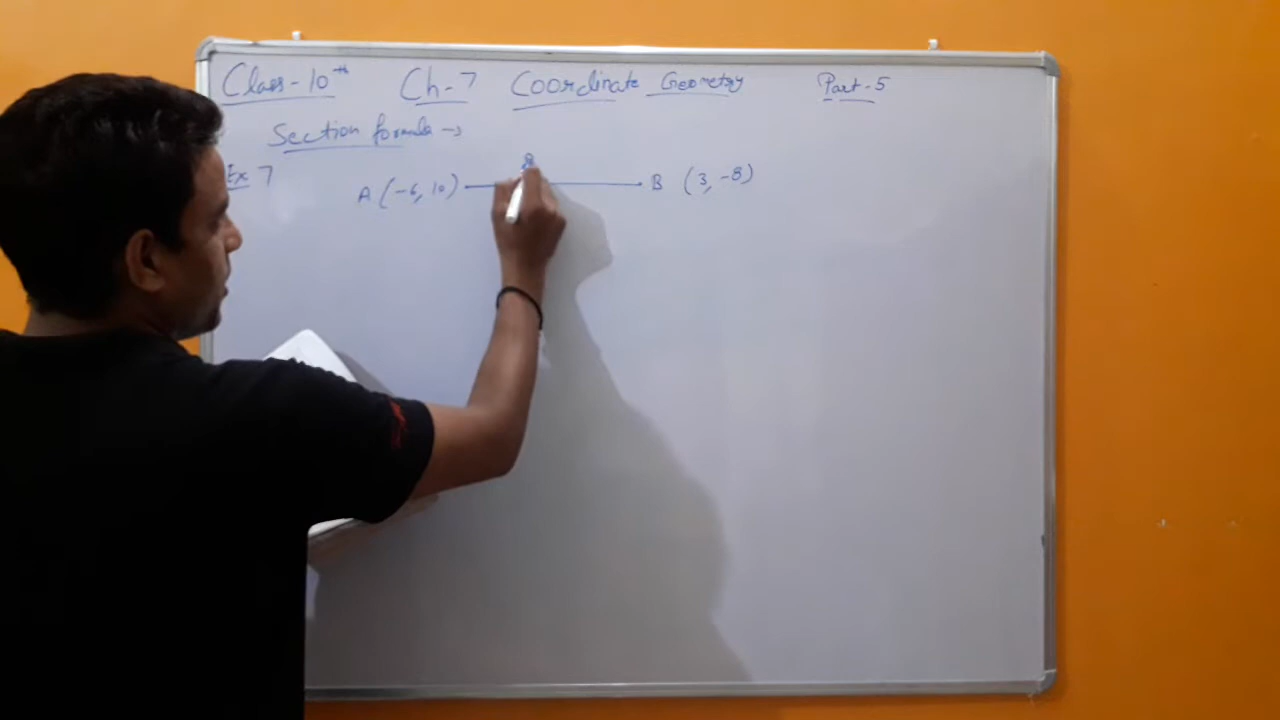 Class-10th Ch-7 Coordinate Geometry Part-5
Section formula →
Ex 7 A (-6, 10) B (3, -8)